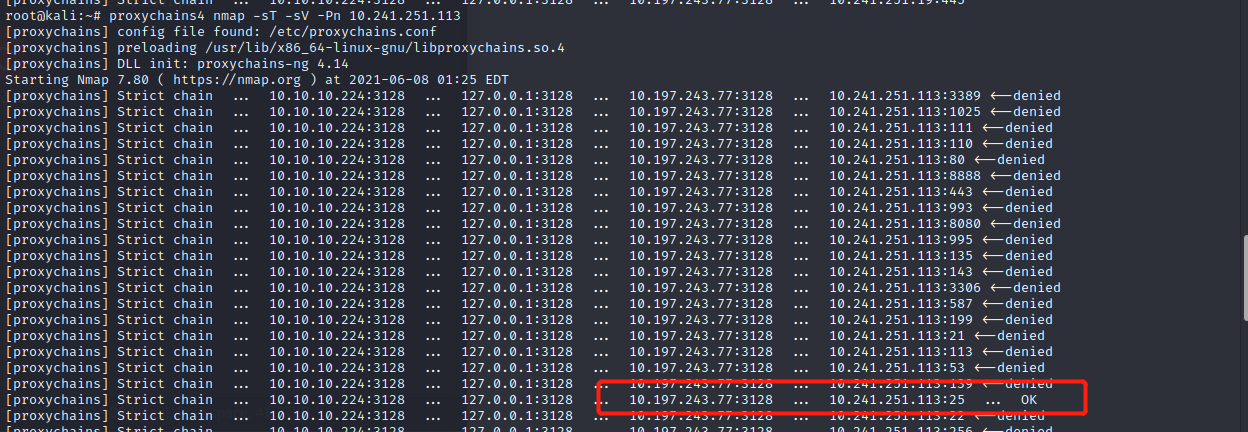 root@kali:~# proxychains4 nmap -sT -sV -Pn 10.241.251.113
[proxychains] config file found: /etc/proxychains.conf
[proxychains] preloading /usr/lib/x86_64-linux-gnu/libproxychains.so.4
[proxychains] DLL init: proxychains-ng 4.14
Starting Nmap 7.80 ( https://nmap.org ) at 2021-06-08 01:25 EDT
[proxychains] Strict chain ... 10.10.10.224:3128 ... 127.0.0.1:3128 ... 10.197.243.77:3128 ... 10.241.251.113:3389 <--denied
[proxychains] Strict chain ... 10.10.10.224:3128 ... 127.0.0.1:3128 ... 10.197.243.77:3128 ... 10.241.251.113:1025 <--denied
[proxychains] Strict chain ... 10.10.10.224:3128 ... 127.0.0.1:3128 ... 10.197.243.77:3128 ... 10.241.251.113:111 <--denied
[proxychains] Strict chain ... 10.10.10.224:3128 ... 127.0.0.1:3128 ... 10.197.243.77:3128 ... 10.241.251.113:110 <--denied
[proxychains] Strict chain ... 10.10.10.224:3128 ... 127.0.0.1:3128 ... 10.197.243.77:3128 ... 10.241.251.113:80 <--denied
[proxychains] Strict chain ... 10.10.10.224:3128 ... 127.0.0.1:3128 ... 10.197.243.77:3128 ... 10.241.251.113:8888 <--denied
[proxychains] Strict chain ... 10.10.10.224:3128 ... 127.0.0.1:3128 ... 10.197.243.77:3128 ... 10.241.251.113:443 <--denied
[proxychains] Strict chain ... 10.10.10.224:3128 ... 127.0.0.1:3128 ... 10.197.243.77:3128 ... 10.241.251.113:993 <--denied
[proxychains] Strict chain ... 10.10.10.224:3128 ... 127.0.0.1:3128 ... 10.197.243.77:3128 ... 10.241.251.113:8080 <--denied
[proxychains] Strict chain ... 10.10.10.224:3128 ... 127.0.0.1:3128 ... 10.197.243.77:3128 ... 10.241.251.113:995 <--denied
[proxychains] Strict chain ... 10.10.10.224:3128 ... 127.0.0.1:3128 ... 10.197.243.77:3128 ... 10.241.251.113:135 <--denied
[proxychains] Strict chain ... 10.10.10.224:3128 ... 127.0.0.1:3128 ... 10.197.243.77:3128 ... 10.241.251.113:143 <--denied
[proxychains] Strict chain ... 10.10.10.224:3128 ... 127.0.0.1:3128 ... 10.197.243.77:3128 ... 10.241.251.113:3306 <--denied
[proxychains] Strict chain ... 10.10.10.224:3128 ... 127.0.0.1:3128 ... 10.197.243.77:3128 ... 10.241.251.113:587 <--denied
[proxychains] Strict chain ... 10.10.10.224:3128 ... 127.0.0.1:3128 ... 10.197.243.77:3128 ... 10.241.251.113:199 <--denied
[proxychains] Strict chain ... 10.10.10.224:3128 ... 127.0.0.1:3128 ... 10.197.243.77:3128 ... 10.241.251.113:21 <--denied
[proxychains] Strict chain ... 10.10.10.224:3128 ... 127.0.0.1:3128 ... 10.197.243.77:3128 ... 10.241.251.113:113 <--denied
[proxychains] Strict chain ... 10.10.10.224:3128 ... 127.0.0.1:3128 ... 10.197.243.77:3128 ... 10.241.251.113:53 <--denied
[proxychains] Strict chain ... 10.10.10.224:3128 ... 127.0.0.1:3128 ... 10.197.243.77:3128 ... 10.241.251.113:139 <--denied
[proxychains] Strict chain ... 10.10.10.224:3128 ... 127.0.0.1:3128 ... 10.197.243.77:3128 ... 10.241.251.113:25 ... OK
[proxychains] Strict chain ... 10.10.10.224:3128 ... 127.0.0.1:3128 ... 10.197.243.77:3128 ... 10.241.251.113:22 <--denied
[proxychains] Strict chain ... 10.10.10.224:3128 ... 127.0.0.1:3128 ... 10.197.243.77:3128 ... 10.241.251.113:256 <--denied